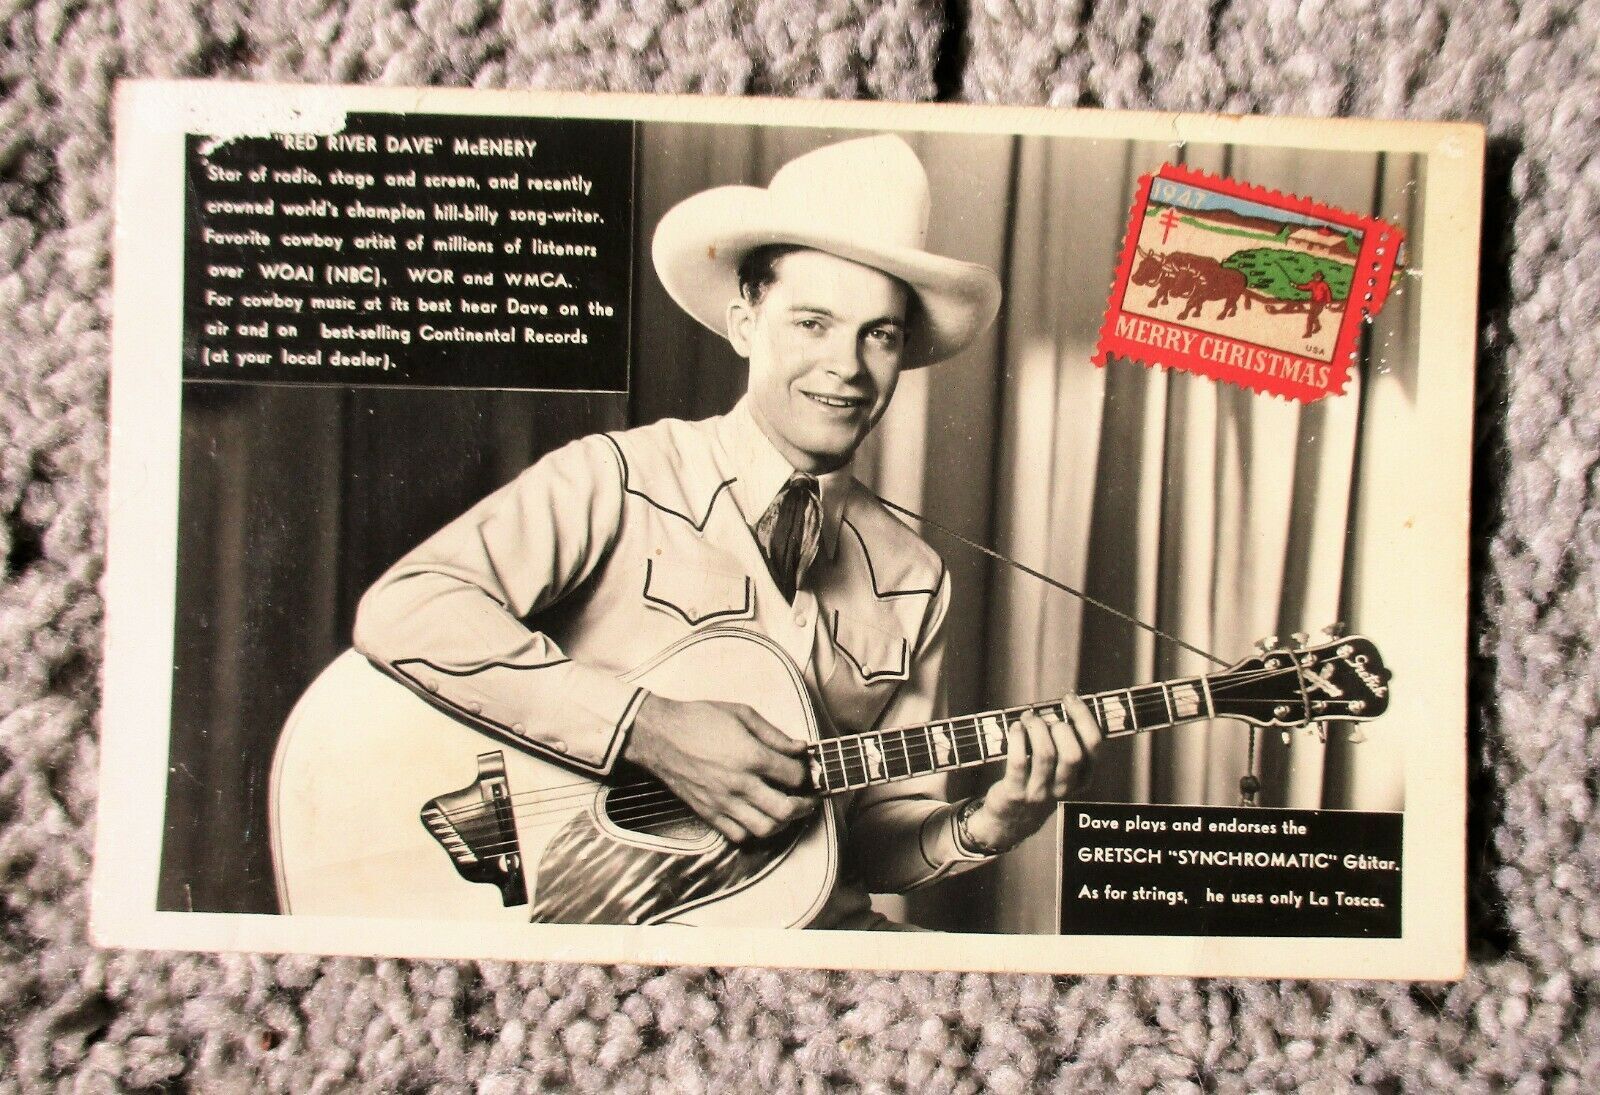 "RED RIVER DAVE" McENERY
Star of radio, stage and screen, and recently
crowned world's champion hill-billy song-writer.
Favorite cowboy artist of millions of listeners
over WOAI (NBC), WOR and WMCA.
For cowboy music at its best hear Dave on the
air and on best-selling Continental Records
(at your local dealer).
1947
USA
MERRY CHRISTMAS
Gretsch
Dave plays and endorses the
GRETSCH "SYNCHROMATIC" Guitar.
As for strings, he uses only La Tosca.